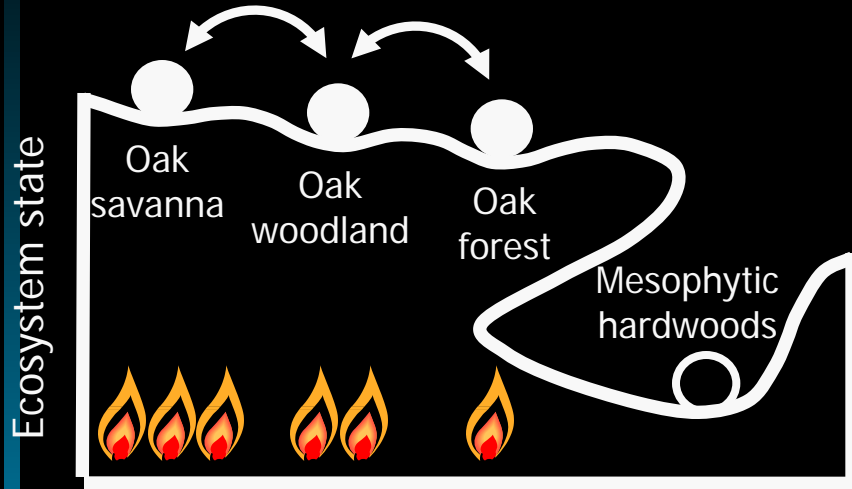 Ecosystem state
Oak
savanna
Oak
woodland
Oak
forest
Mesophytic
hardwoods